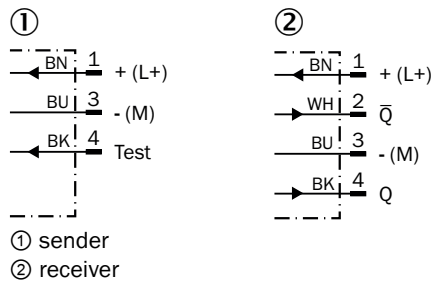 ① ②
BN 1 + (L+)
BU 3 - (M)
BK 4 Test
BN 1 + (L+)
WH 2 Q̅
BU 3 - (M)
BK 4 Q
① sender
② receiver